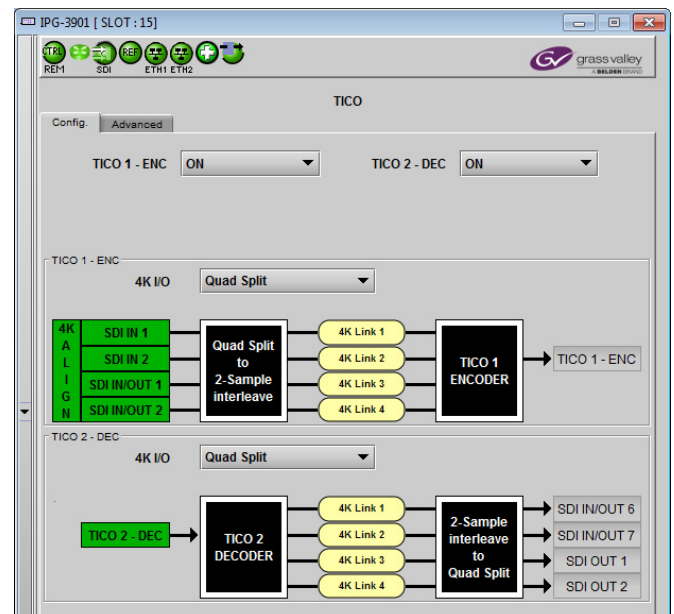 IPG-3901 [ SLOT : 15]
CTRL
REF
REM
SDI
ETH1
ETH2
GV
grass valley
A BELDEN BRAND
TICO
Config.
Advanced
TICO 1 - ENC
ON
TICO 2 - DEC
ON
TICO 1 - ENC
4K I/O
Quad Split
4K
A
L
I
G
N
SDI IN 1
SDI IN 2
SDI IN/OUT 1
SDI IN/OUT 2
Quad Split
to
2-Sample
interleave
4K Link 1
4K Link 2
4K Link 3
4K Link 4
TICO 1
ENCODER
TICO 1 - ENC
TICO 2 - DEC
4K I/O
Quad Split
TICO 2 - DEC
TICO 2
DECODER
4K Link 1
4K Link 2
4K Link 3
4K Link 4
2-Sample
interleave
to
Quad Split
SDI IN/OUT 6
SDI IN/OUT 7
SDI OUT 1
SDI OUT 2